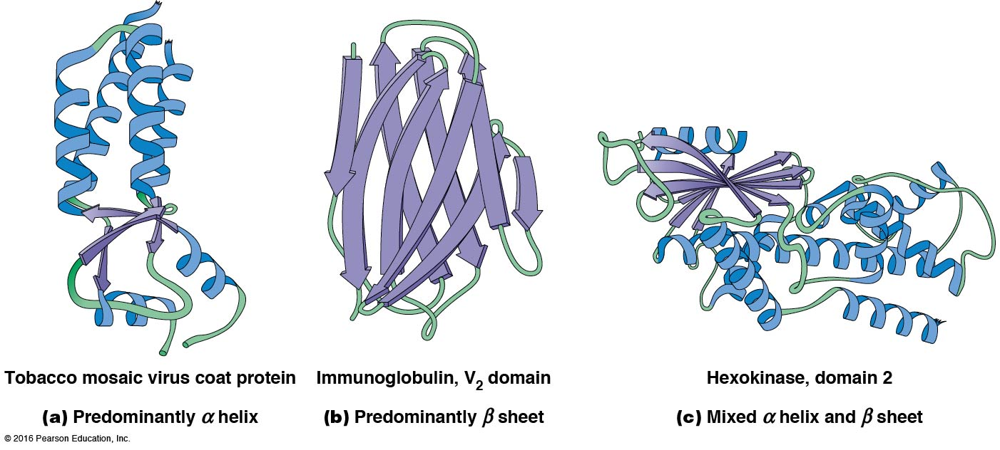 Tobacco mosaic virus coat protein
(a) Predominantly α helix
Immunoglobulin, V₂ domain
(b) Predominantly β sheet
Hexokinase, domain 2
(c) Mixed α helix and β sheet
© 2016 Pearson Education, Inc.